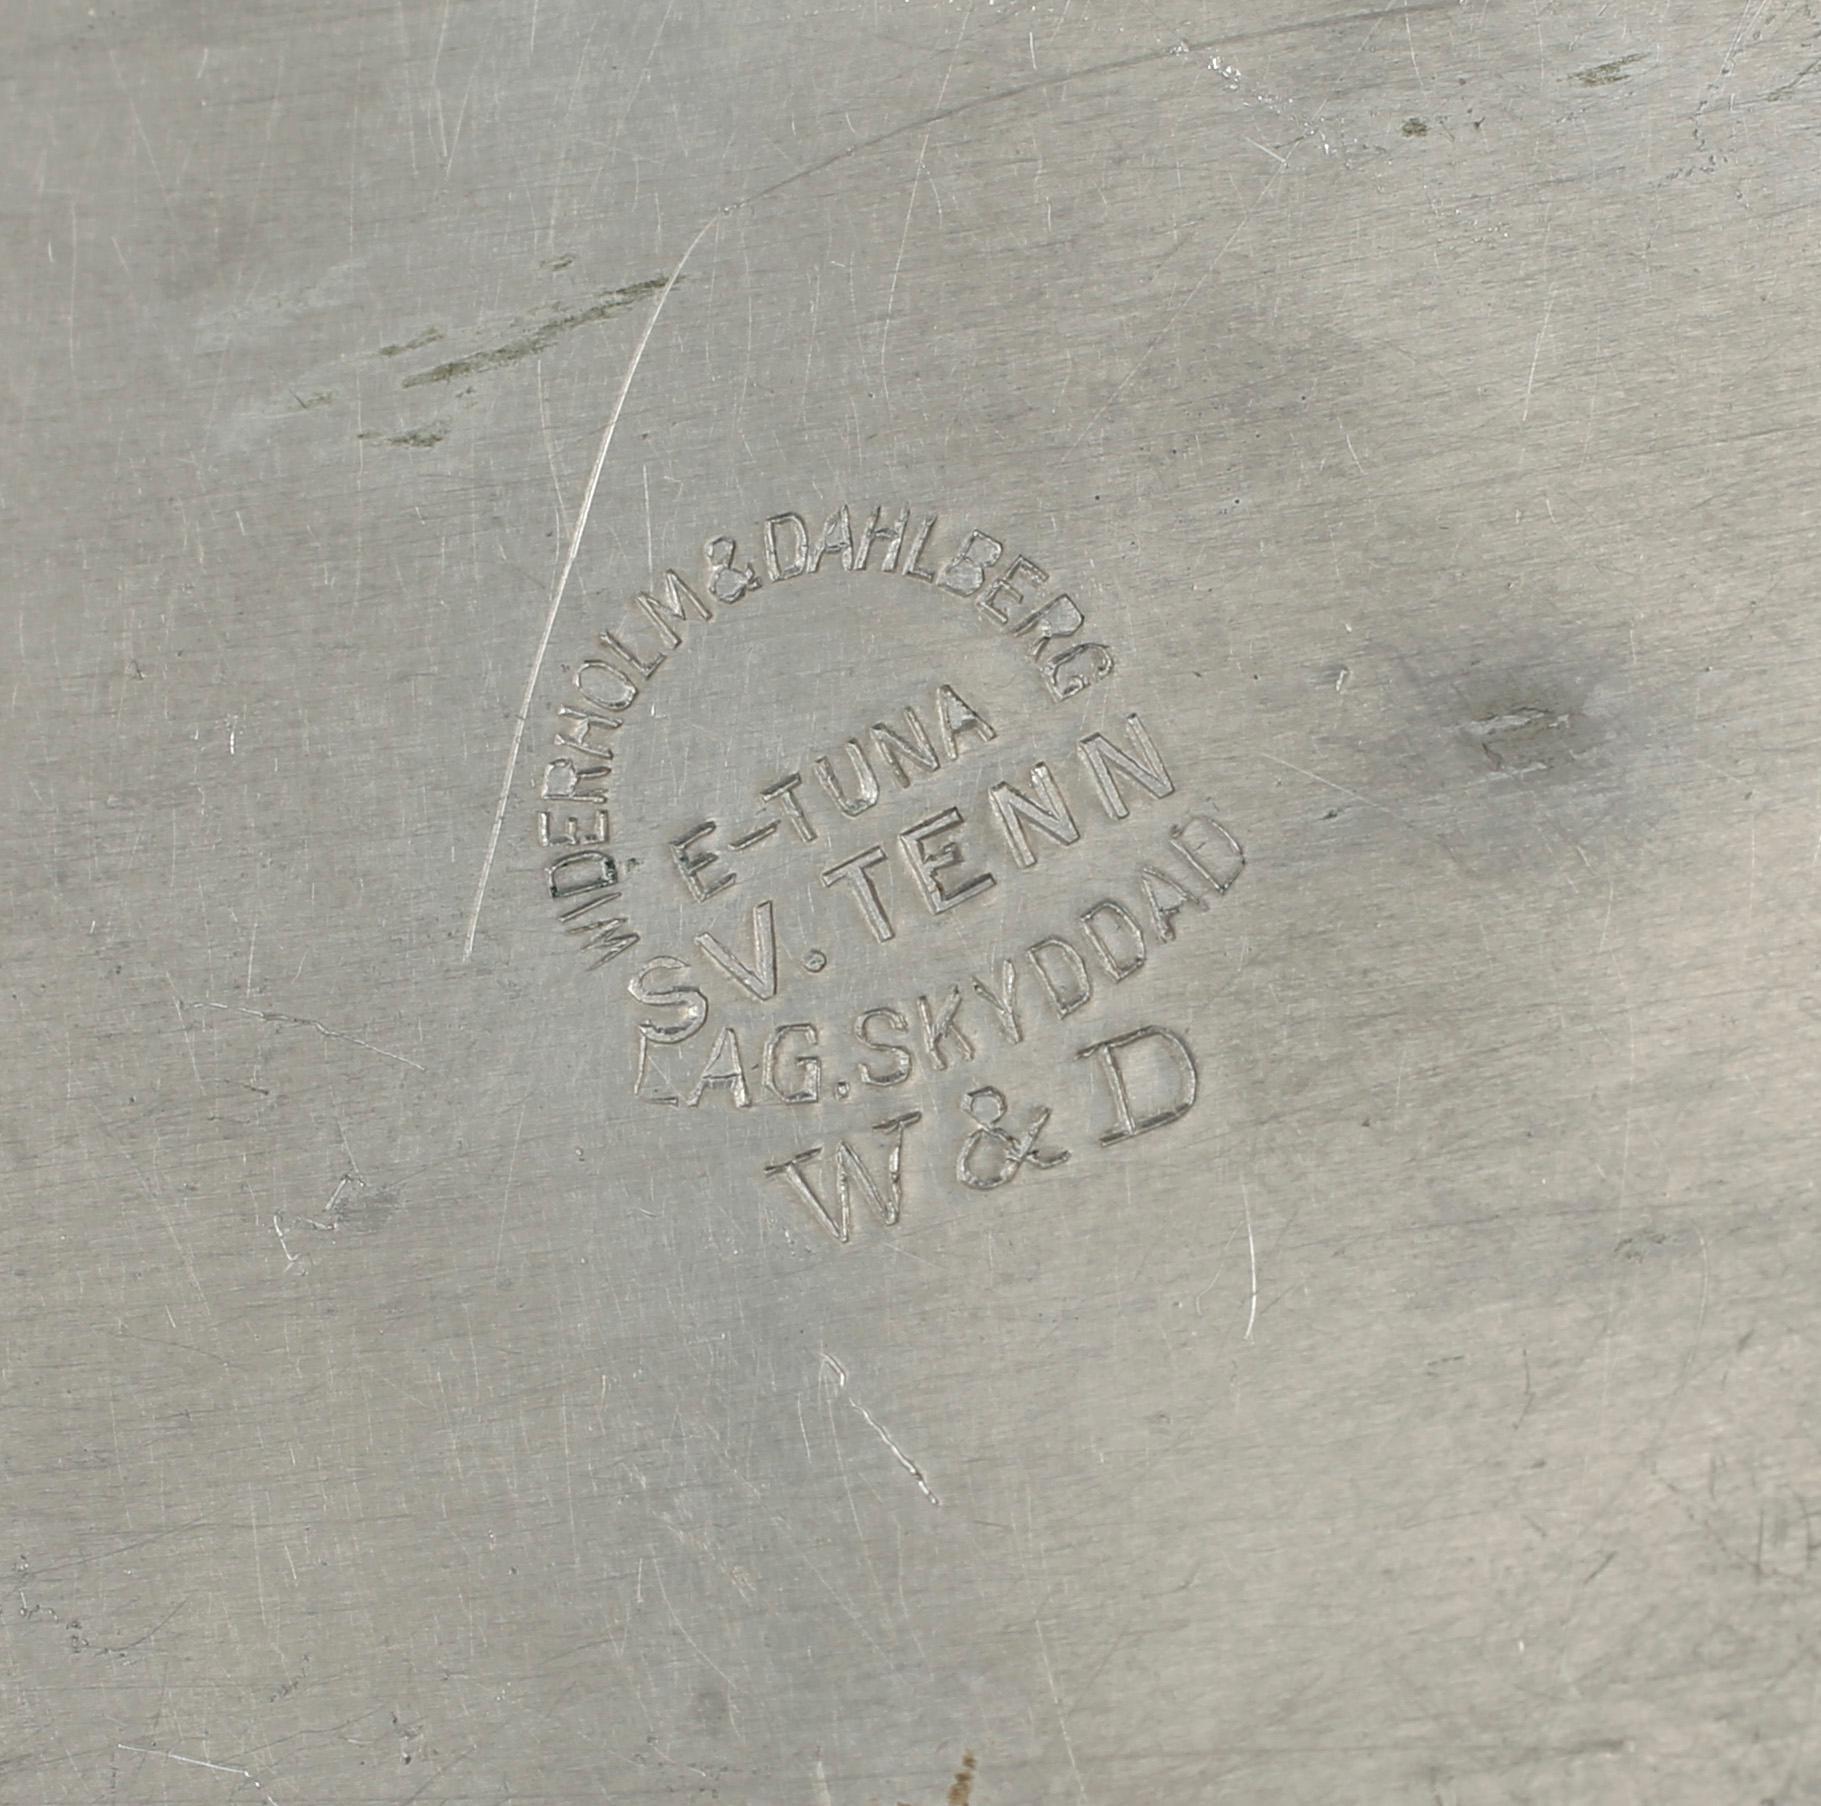 WIDERHOLM & DAHLBERG
E-TUNA
SV. TENN
LAG. SKYDDAD
W & D